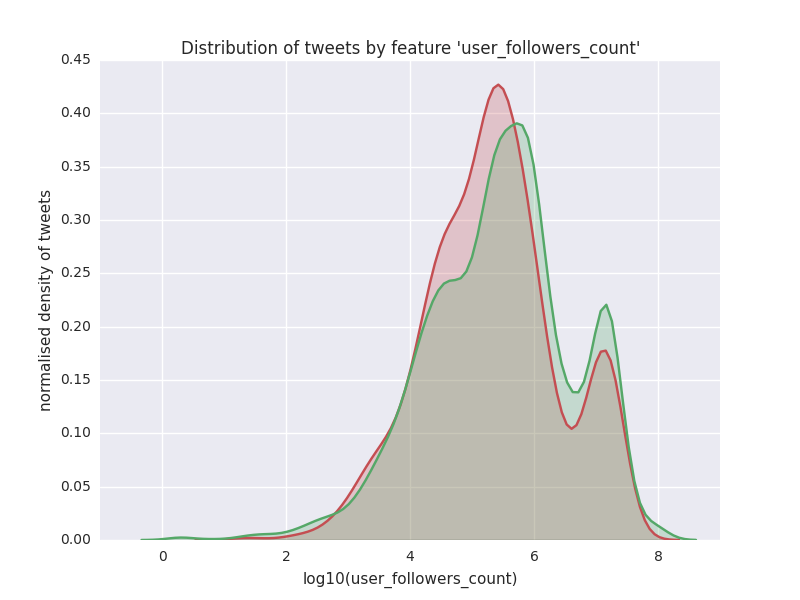 Distribution of tweets by feature 'user_followers_count'
0.45
0.40
0.35
0.30
0.25
0.20
0.15
0.10
0.05
0.00
normalised density of tweets
0 2 4 6 8
log10(user_followers_count)